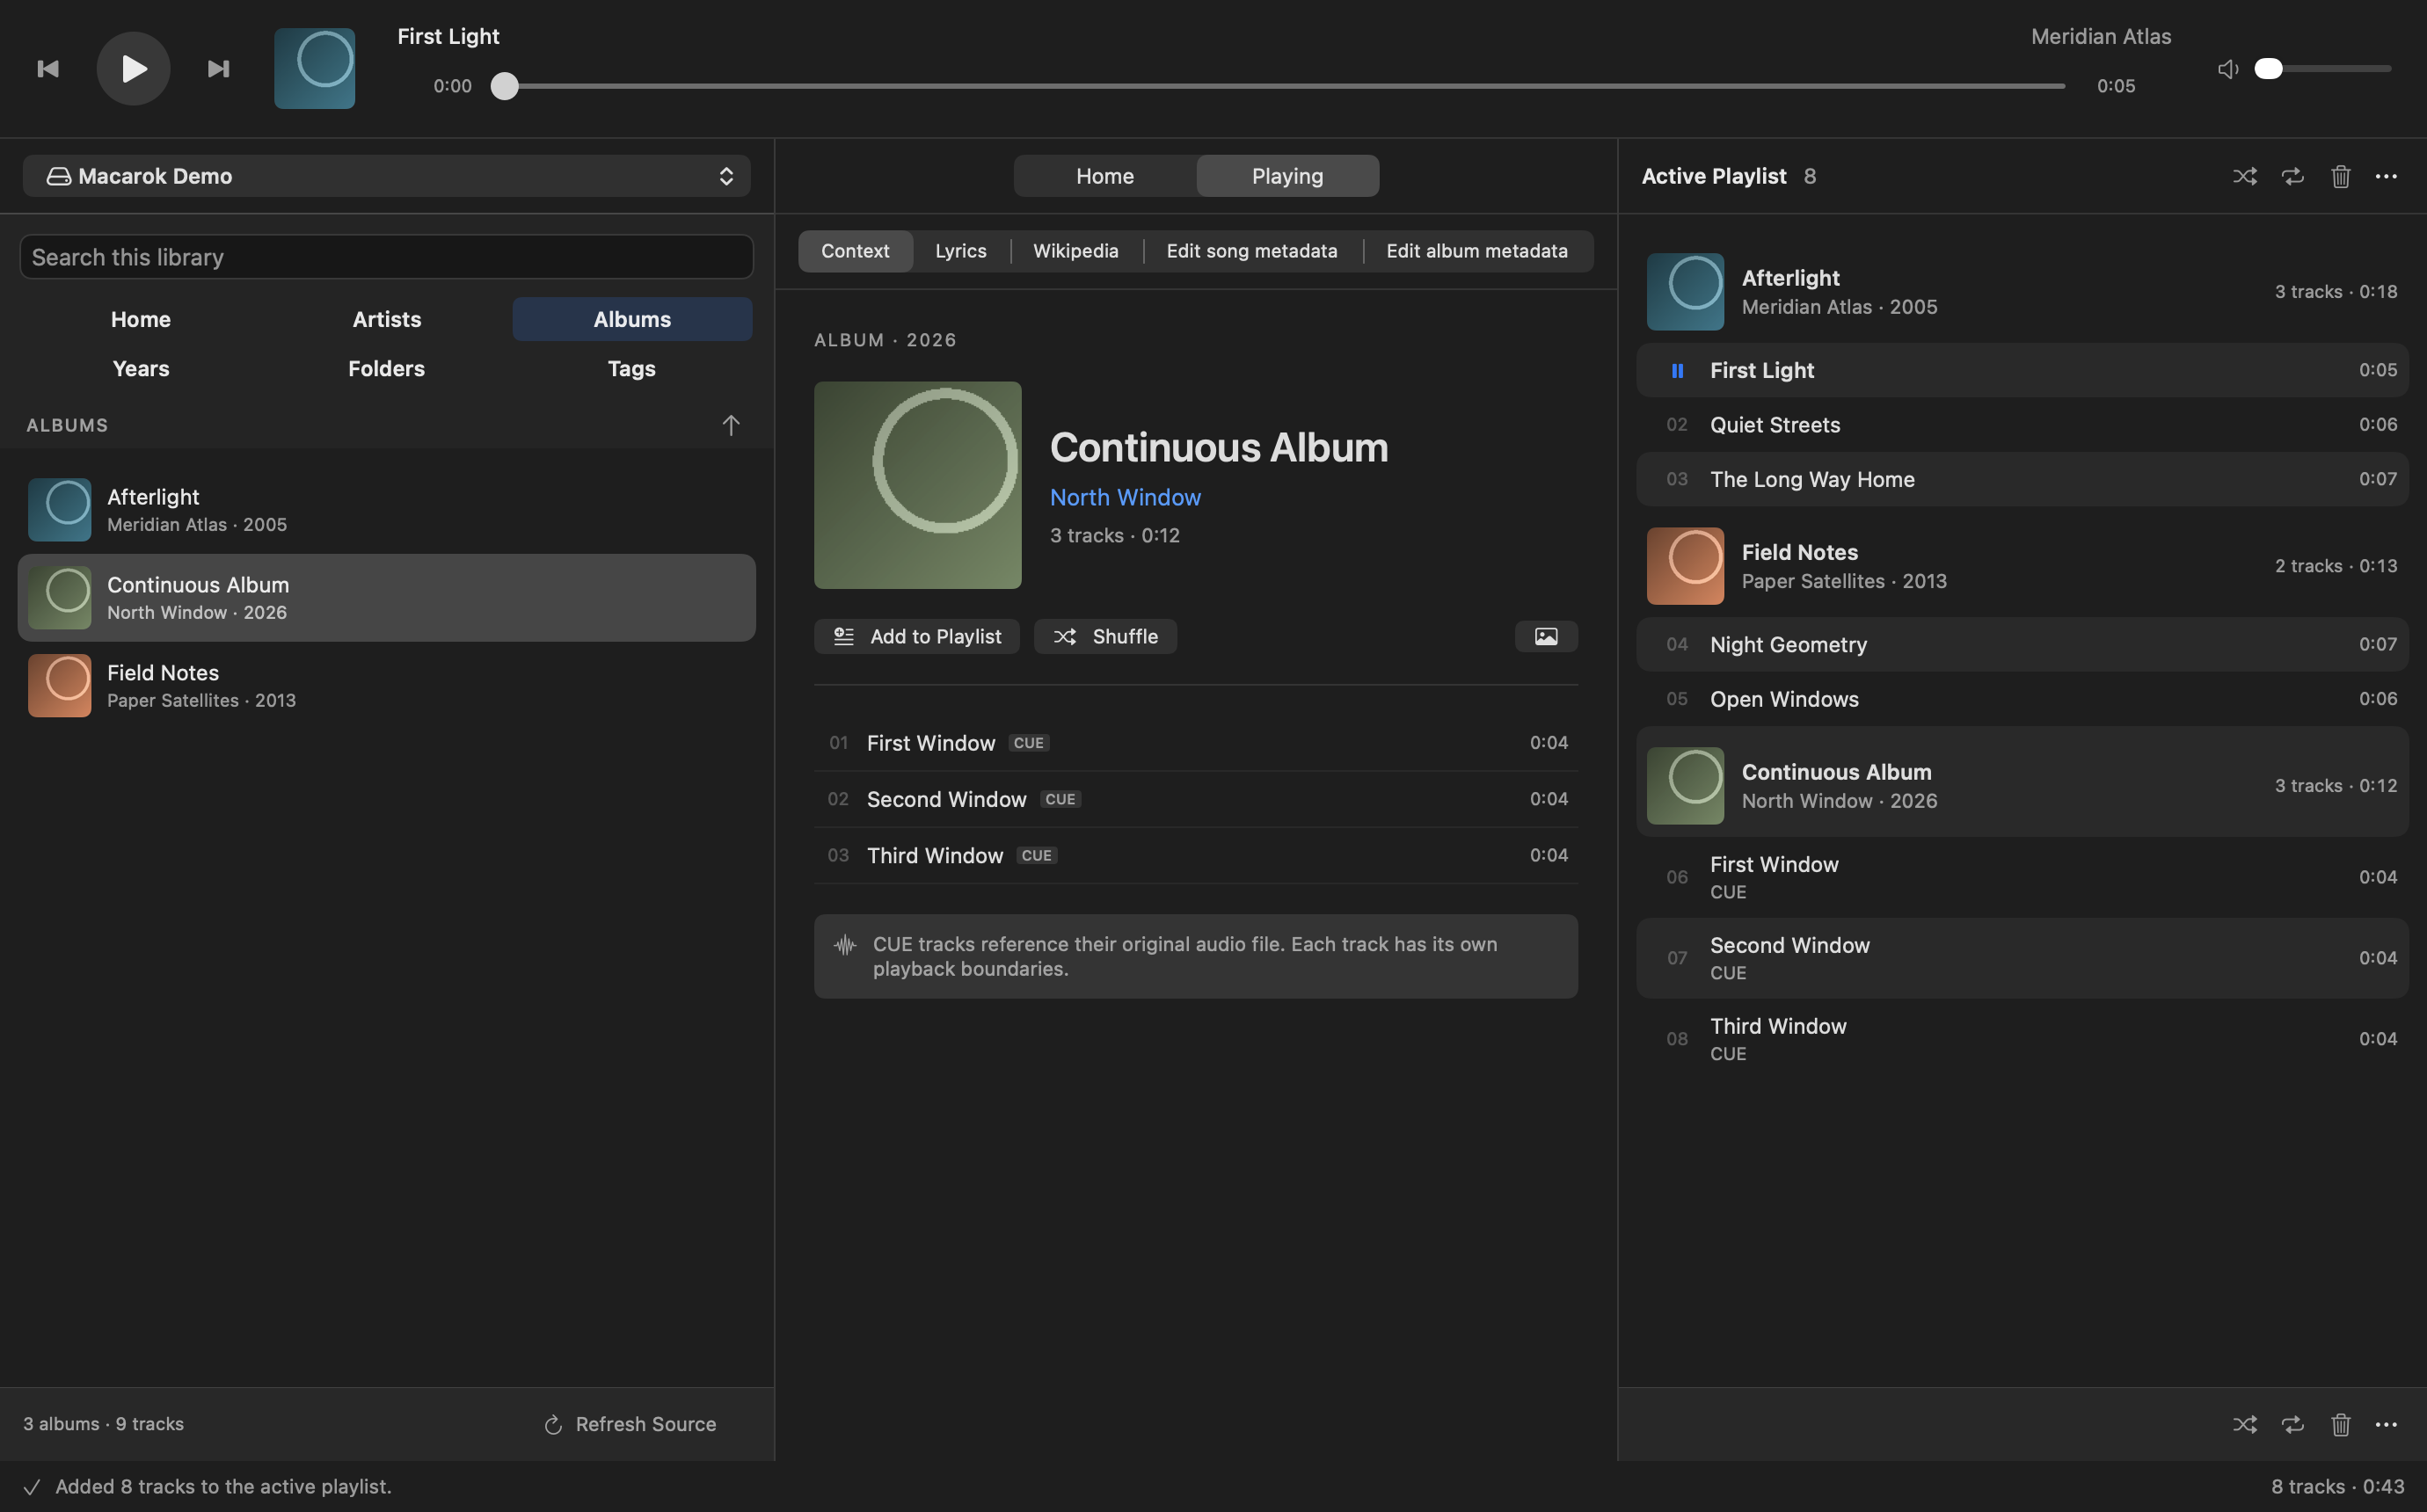 First Light
Meridian Atlas
0:00
0:05
Macarok Demo
Search this library
Home Artists Albums
Years Folders Tags
ALBUMS
Afterlight
Meridian Atlas · 2005
Continuous Album
North Window · 2026
Field Notes
Paper Satellites · 2013
3 albums · 9 tracks
Refresh Source
Home Playing
Context Lyrics Wikipedia Edit song metadata Edit album metadata
ALBUM · 2026
Continuous Album
North Window
3 tracks · 0:12
Add to Playlist Shuffle
01 First Window CUE 0:04
02 Second Window CUE 0:04
03 Third Window CUE 0:04
CUE tracks reference their original audio file. Each track has its own
playback boundaries.
Active Playlist 8
Afterlight
Meridian Atlas · 2005
3 tracks · 0:18
First Light 0:05
02 Quiet Streets 0:06
03 The Long Way Home 0:07
Field Notes
Paper Satellites · 2013
2 tracks · 0:13
04 Night Geometry 0:07
05 Open Windows 0:06
Continuous Album
North Window · 2026
3 tracks · 0:12
06 First Window 0:04
CUE
07 Second Window 0:04
CUE
08 Third Window 0:04
CUE
Added 8 tracks to the active playlist.
8 tracks · 0:43